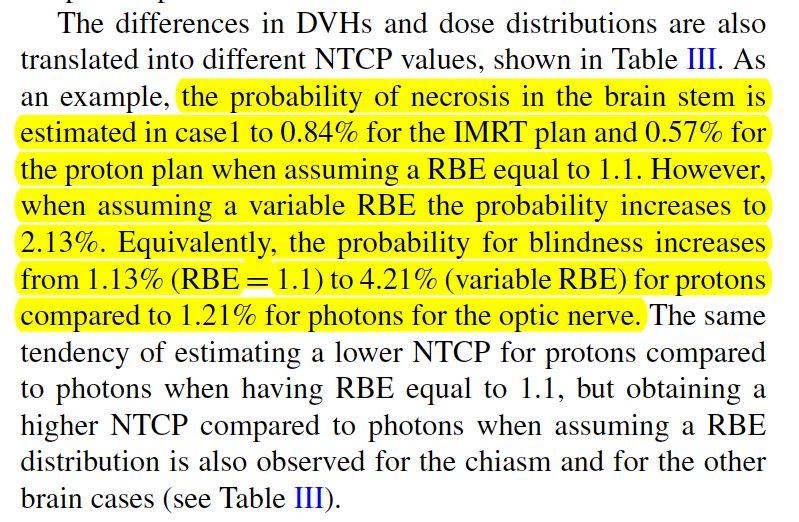 The differences in DVHs and dose distributions are also
translated into different NTCP values, shown in Table III. As
an example, the probability of necrosis in the brain stem is
estimated in case1 to 0.84% for the IMRT plan and 0.57% for
the proton plan when assuming a RBE equal to 1.1. However,
when assuming a variable RBE the probability increases to
2.13%. Equivalently, the probability for blindness increases
from 1.13% (RBE = 1.1) to 4.21% (variable RBE) for protons
compared to 1.21% for photons for the optic nerve. The same
tendency of estimating a lower NTCP for protons compared
to photons when having RBE equal to 1.1, but obtaining a
higher NTCP compared to photons when assuming a RBE
distribution is also observed for the chiasm and for the other
brain cases (see Table III).